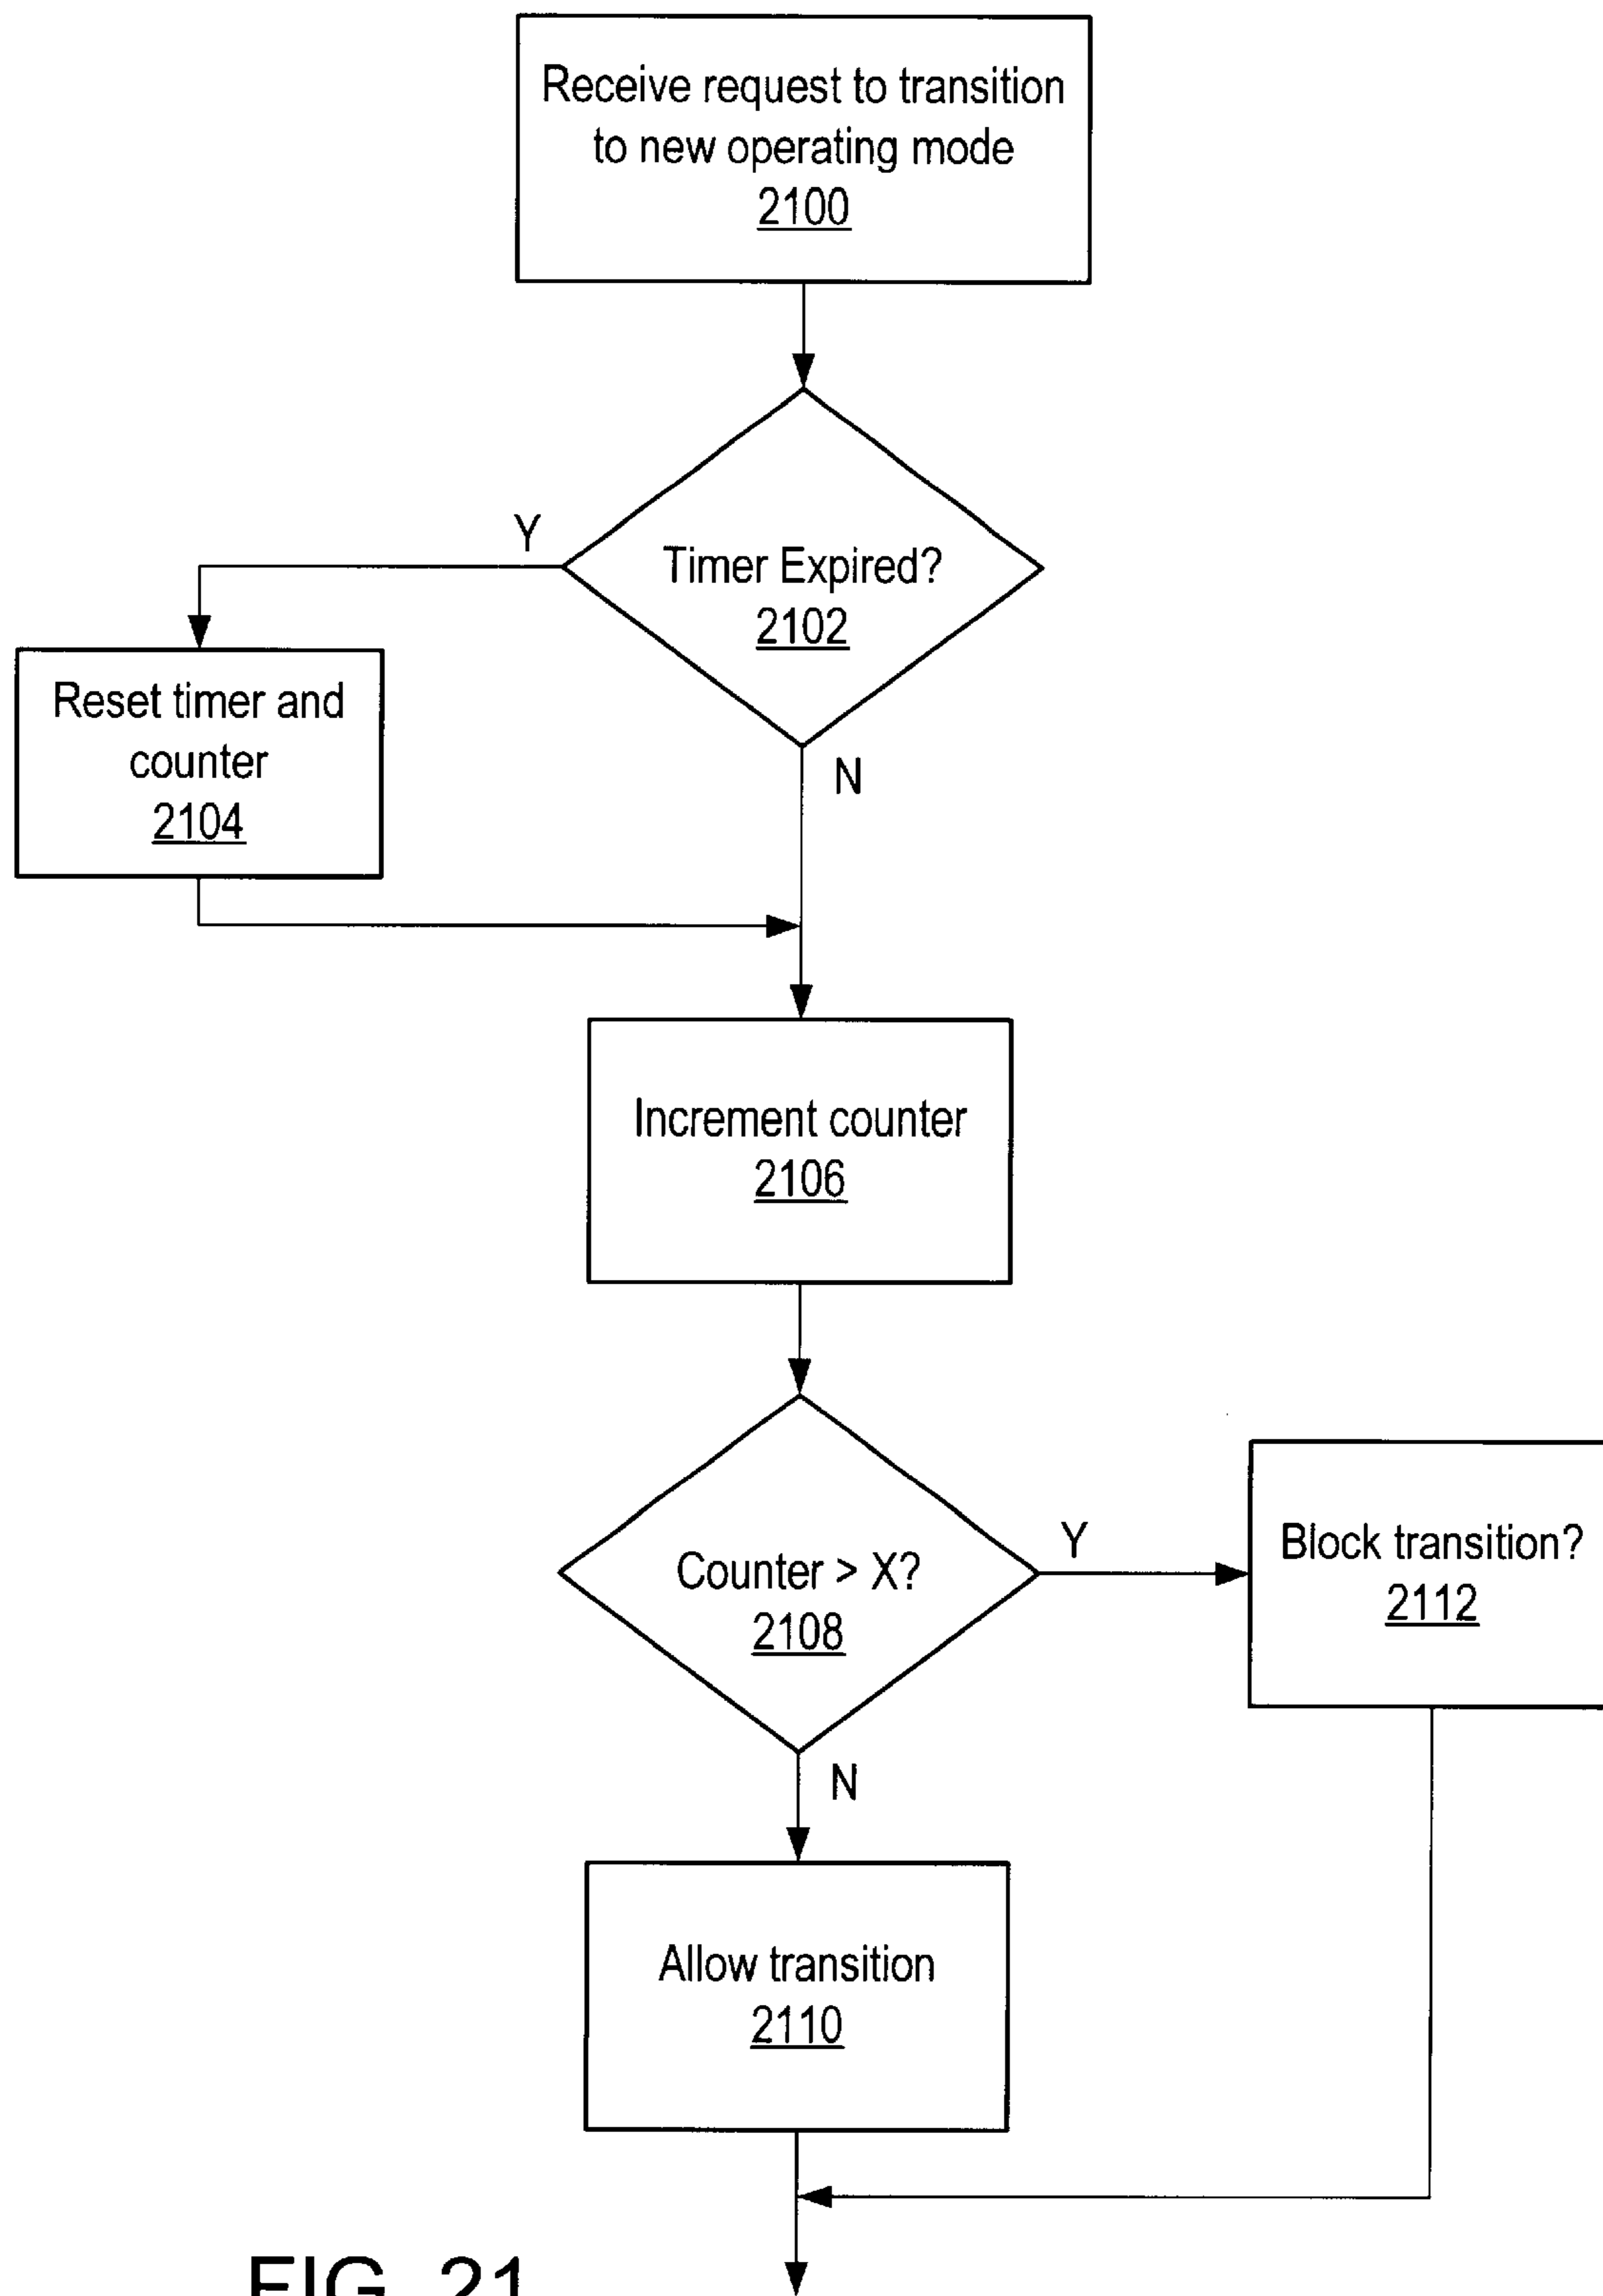 Receive request to transition
to new operating mode
2100
Y
Timer Expired?
2102
Reset timer and
counter
2104
N
Increment counter
2106
Counter > X?
2108
Y
Block transition?
2112
N
Allow transition
2110
FIG. 21